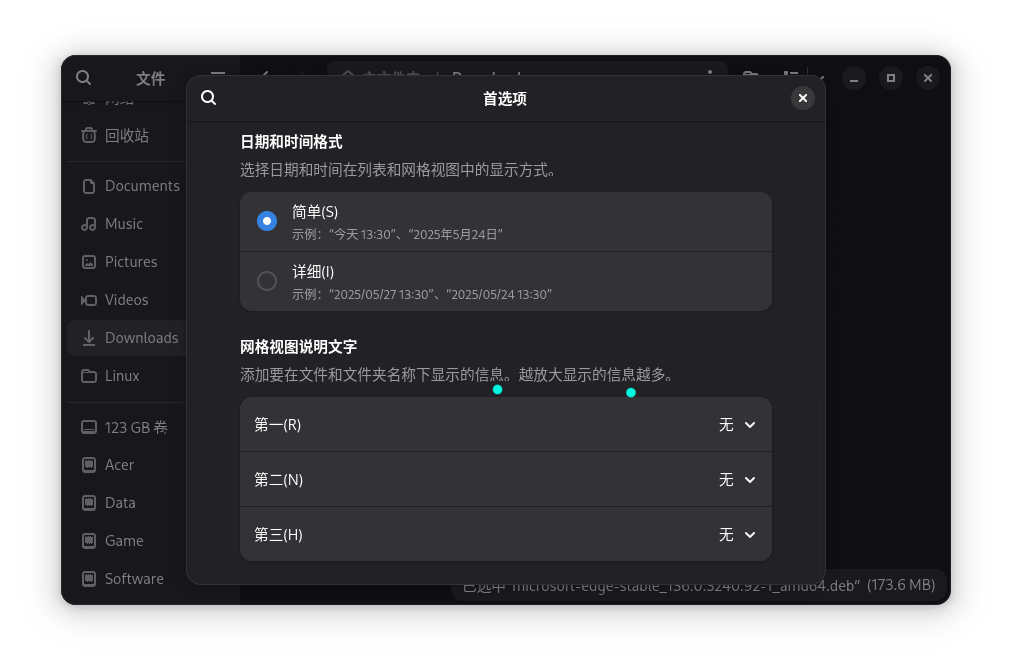 文件
首选项
日期和时间格式
选择日期和时间在列表和网格视图中的显示方式。
简单(S)
示例：“今天 13:30”、“2025年5月24日”
详细(I)
示例：“2025/05/27 13:30”、“2025/05/24 13:30”
网格视图说明文字
添加要在文件和文件夹名称下显示的信息。越放大显示的信息越多。
第一(R) 无
第二(N) 无
第三(H) 无
回收站
Documents
Music
Pictures
Videos
Downloads
Linux
123 GB 卷
Acer
Data
Game
Software
已选中“microsoft-edge-stable_136.0.3240.92-1_amd64.deb” (173.6 MB)